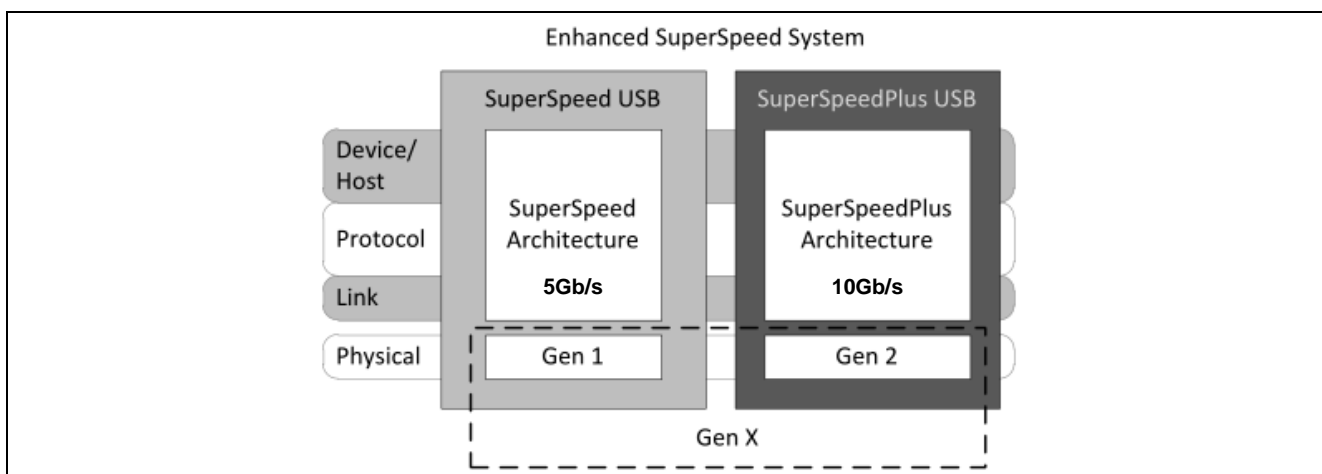 Enhanced SuperSpeed System
SuperSpeed USB
SuperSpeedPlus USB
Device/
Host
Protocol
Link
Physical
SuperSpeed
Architecture
5Gb/s
SuperSpeedPlus
Architecture
10Gb/s
Gen 1
Gen 2
Gen X